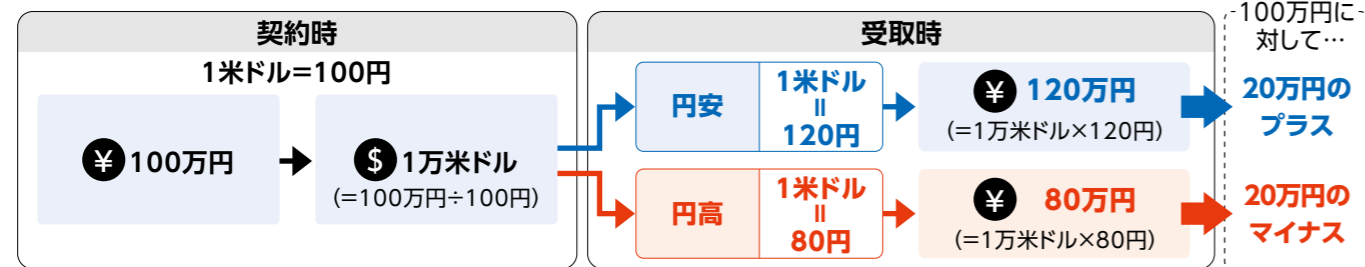 契約時
1米ドル=100円
¥ 100万円
$ 1万米ドル
(=100万円÷100円)
受取時
円安
1米ドル
=
120円
¥ 120万円
(=1万米ドル×120円)
円高
1米ドル
=
80円
¥ 80万円
(=1万米ドル×80円)
100万円に
対して…
20万円の
プラス
20万円の
マイナス